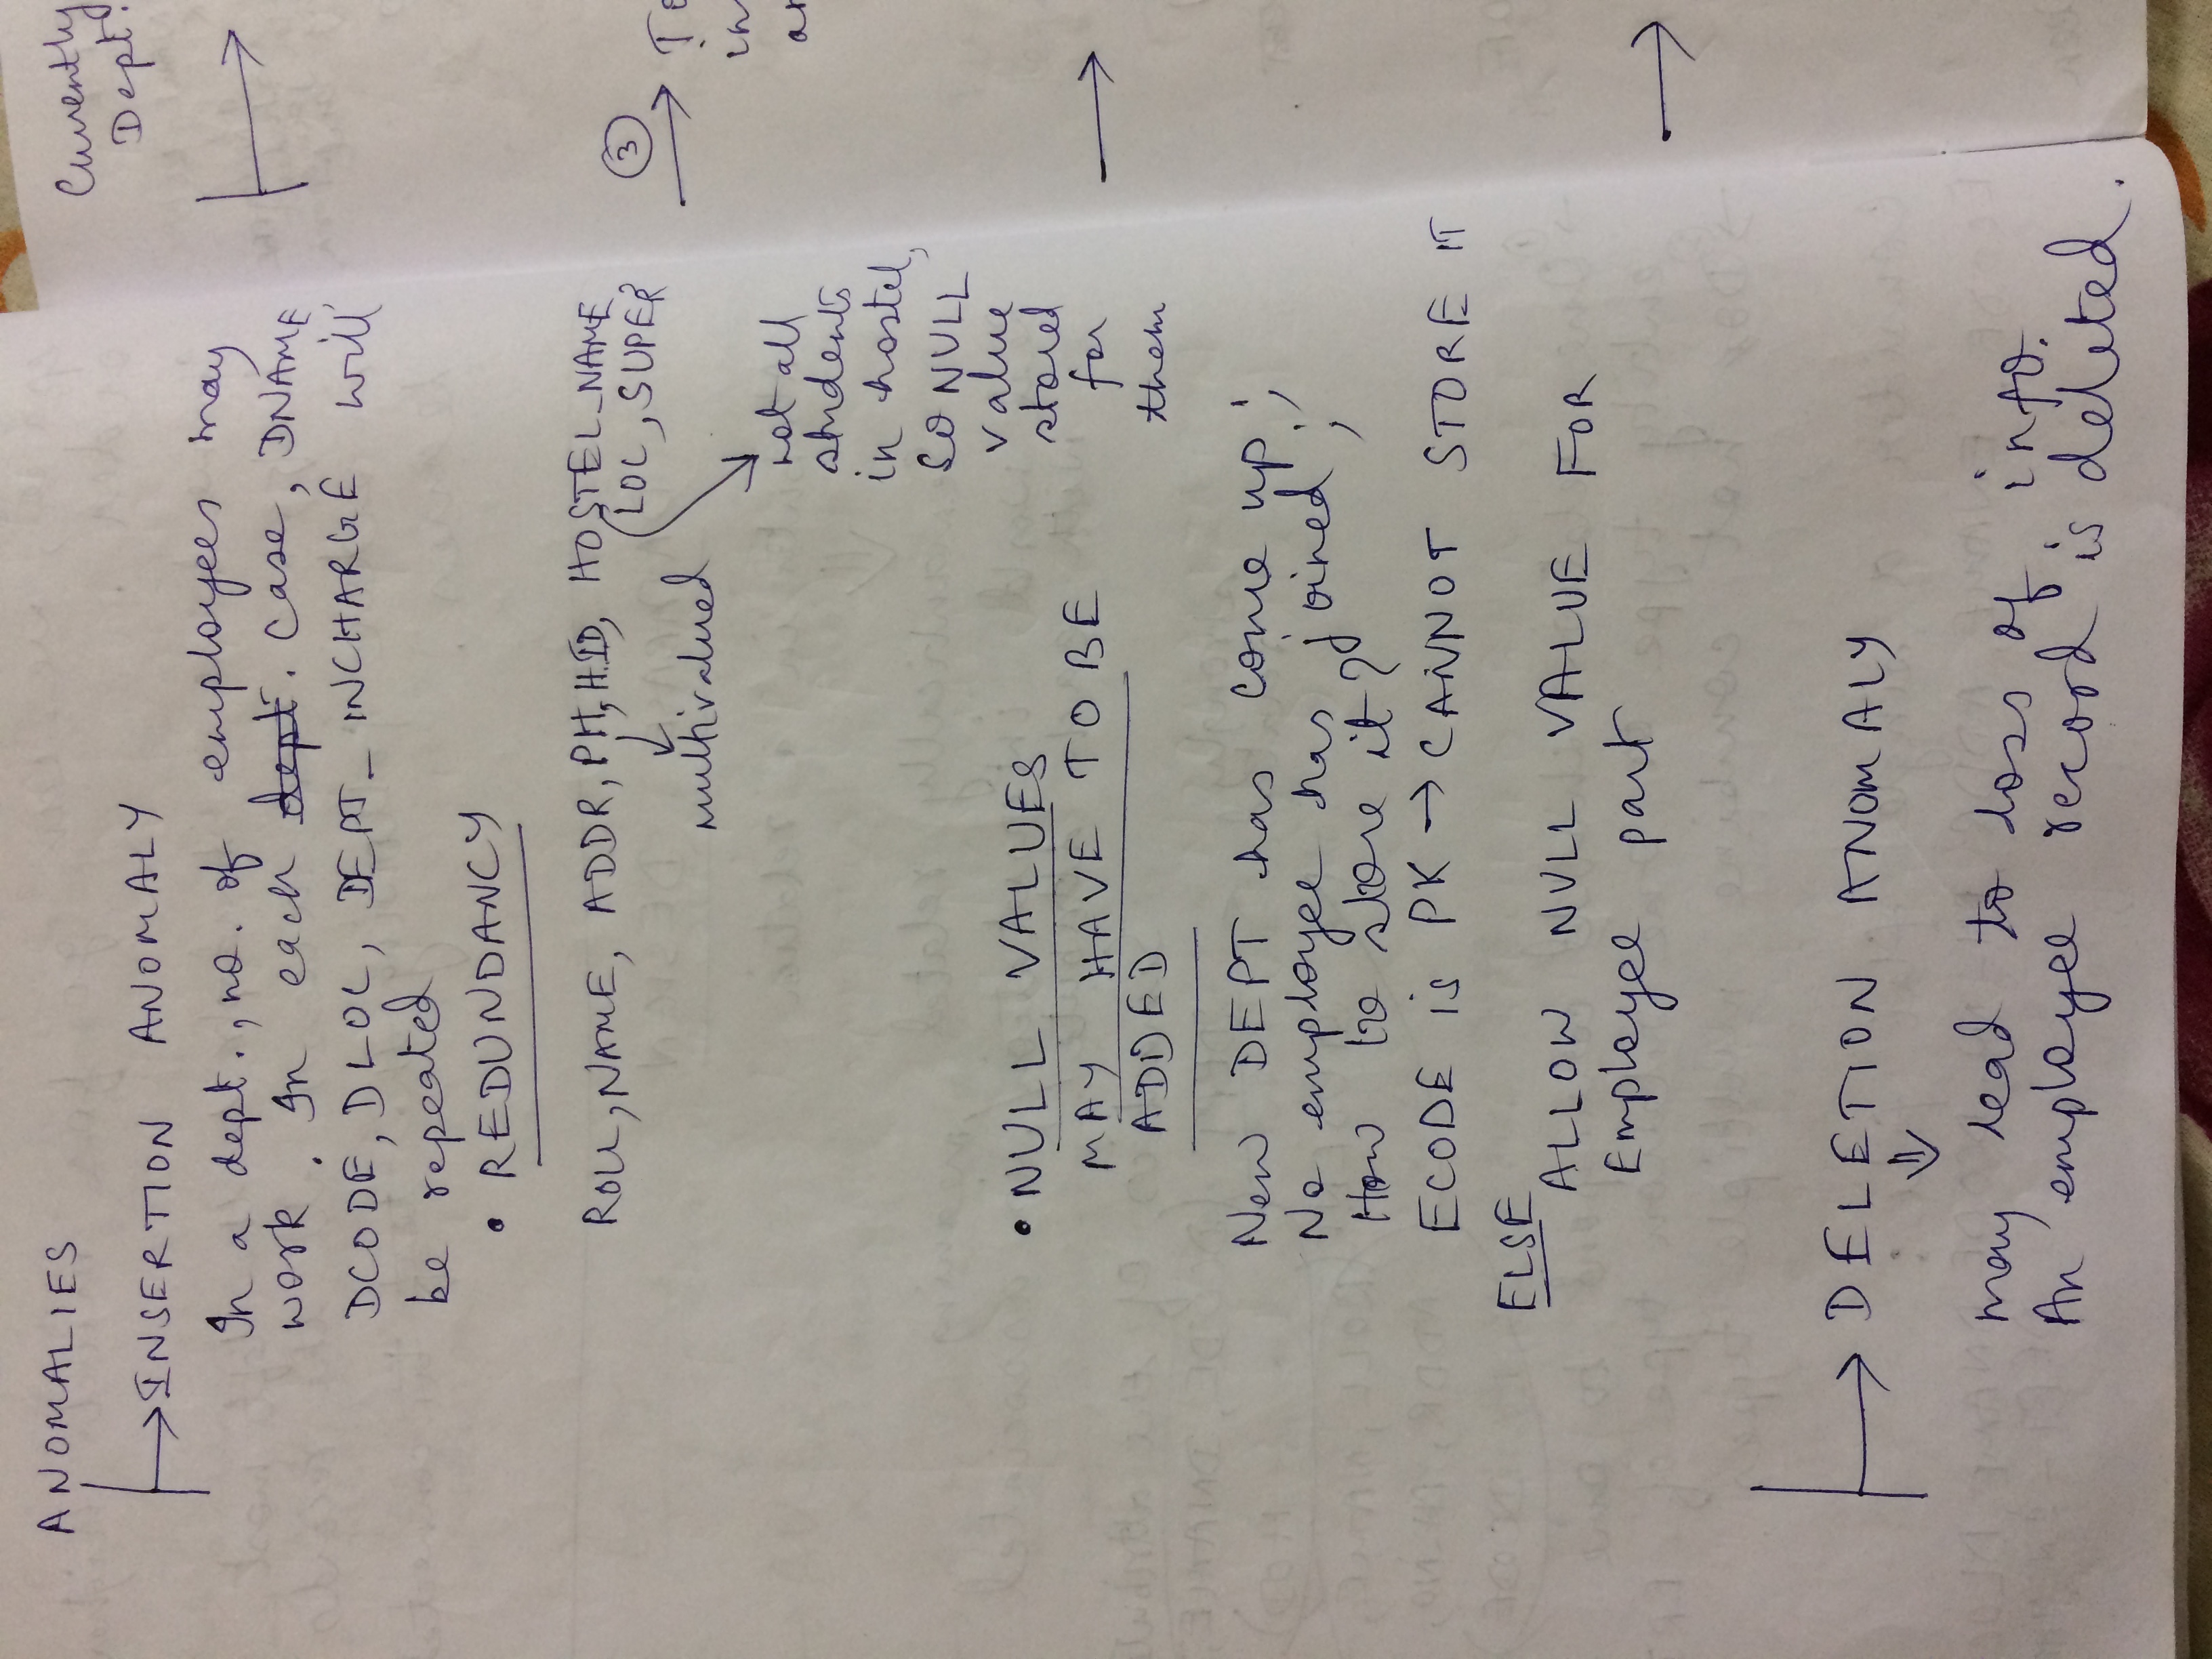 ANOMALIES
INSERTION ANOMALY
In a dept., no. of employees may
work. In each dept. case, DNAME,
DCODE, DLOC, DEPT_INCHARGE will
be repeated
• REDUNDANCY
ROLL, NAME, ADDR, PH, HID, HOSTEL_NAME
LOC, SUPER
multivalued
not all
students
in hostel,
SO NULL
value
stored
for
them
• NULL VALUES
MAY HAVE TO BE
ADDED
New DEPT has come up;
No employee has joined;
How to store it?
ECODE is PK → CANNOT STORE IT
ELSE
ALLOW NULL VALUE FOR
Employee part
DELETION ANOMALY
may lead to loss of info.
An employee record is deleted.
Currently
Dept.
3
in